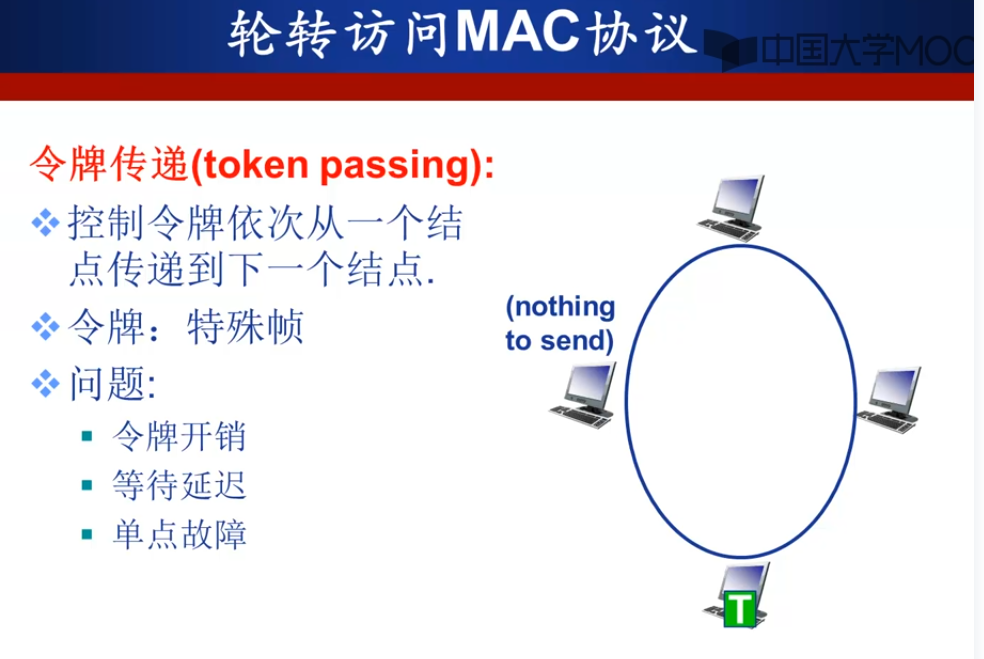 轮转访问MAC协议
中国大学MOC
令牌传递(token passing):
控制令牌依次从一个结
点传递到下一个结点.
令牌：特殊帧
问题:
令牌开销
等待延迟
单点故障
(nothing
to send)
T